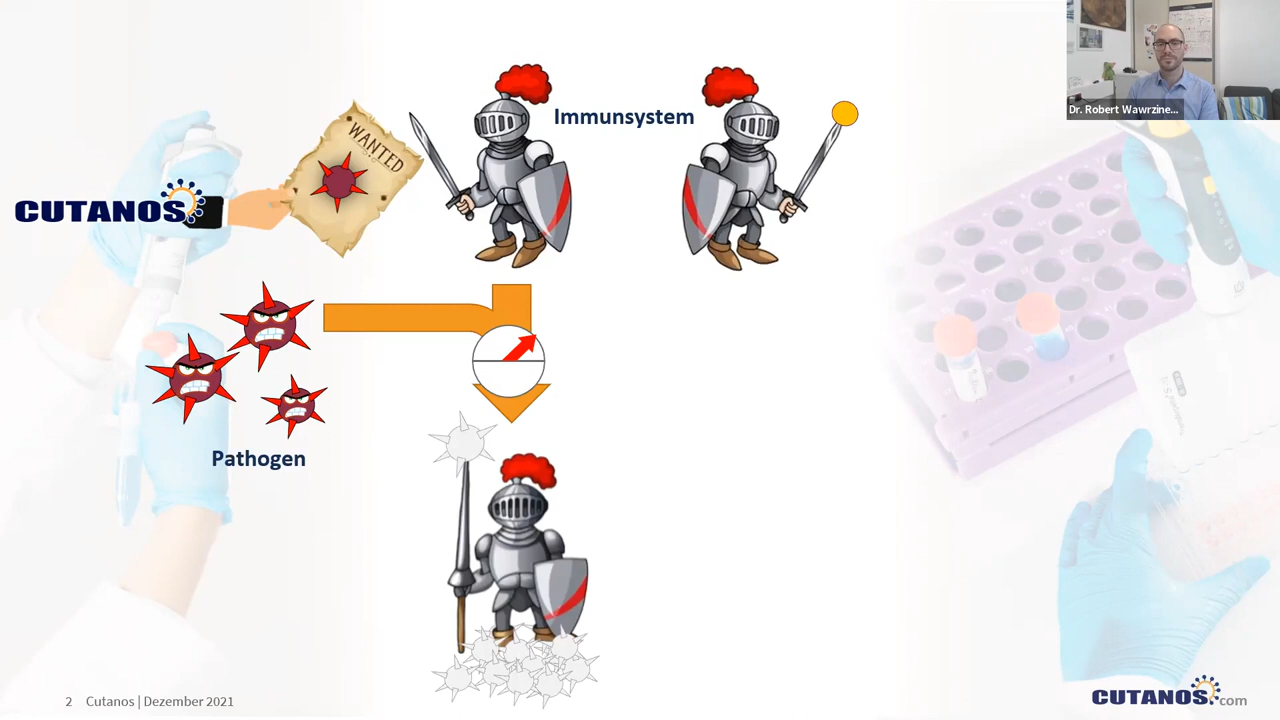 Dr. Robert Wawrzine...
WANTED
Immunsystem
CUTANOS
Pathogen
2 Cutanos | Dezember 2021
CUTANOS.com